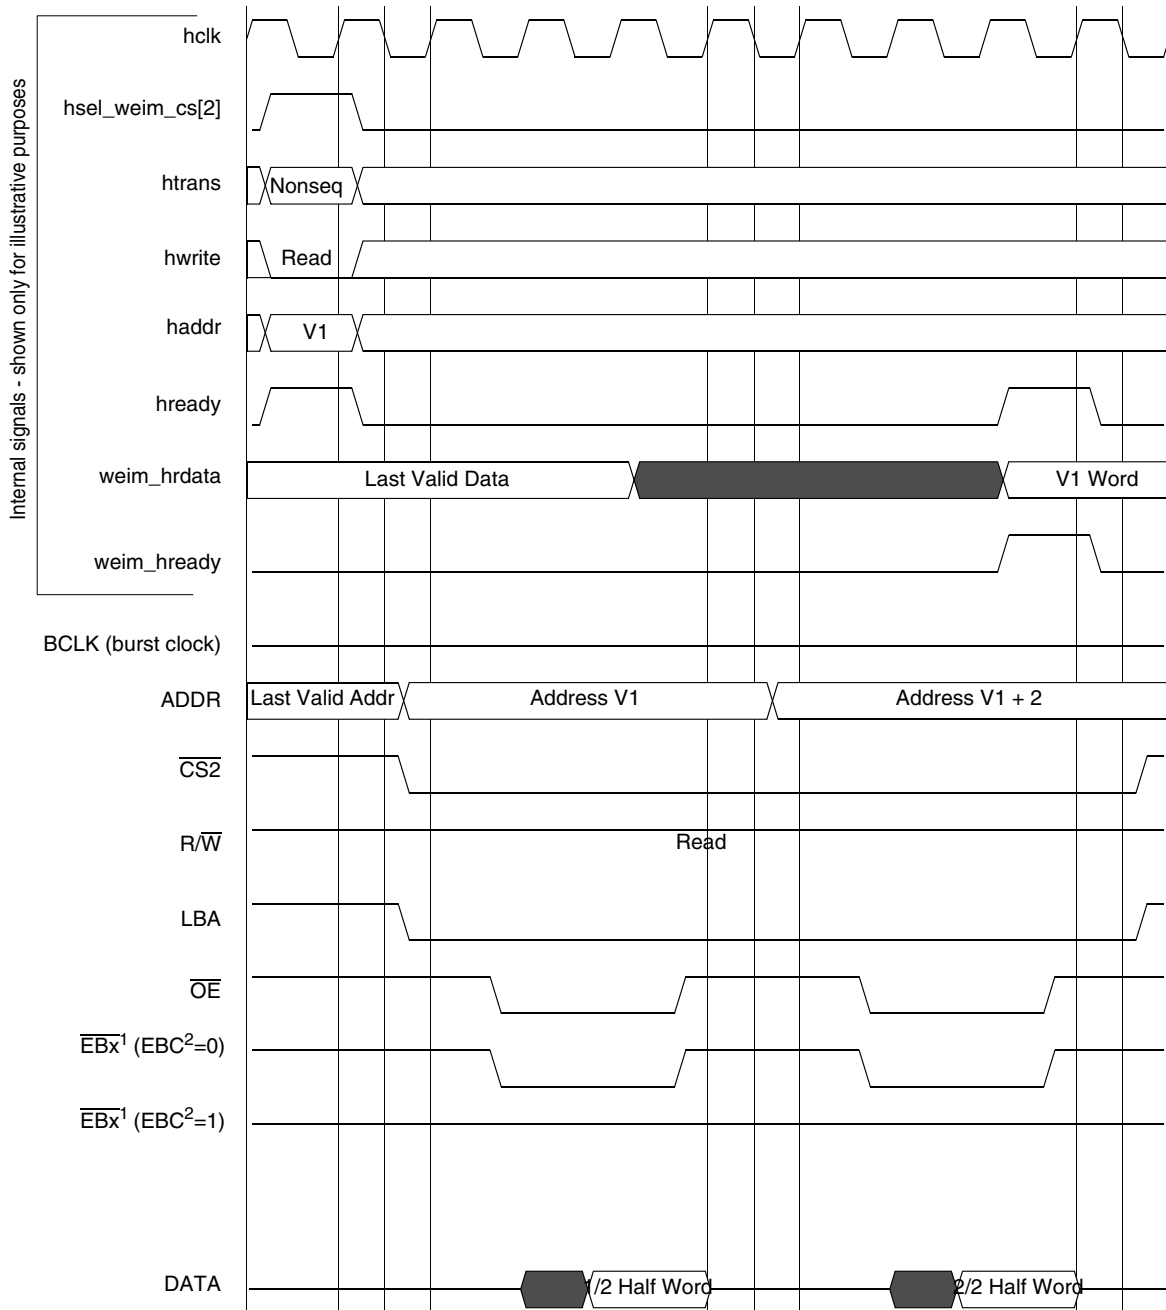 Internal signals - shown only for illustrative purposes
hclk
hsel_weim_cs[2]
htrans
Nonseq
hwrite
Read
haddr
V1
hready
weim_hrdata
Last Valid Data
V1 Word
weim_hready
BCLK (burst clock)
ADDR
Last Valid Addr
Address V1
Address V1 + 2
CS2
R/W
Read
LBA
OE
EBx1 (EBC2=0)
EBx1 (EBC2=1)
DATA
1/2 Half Word
2/2 Half Word